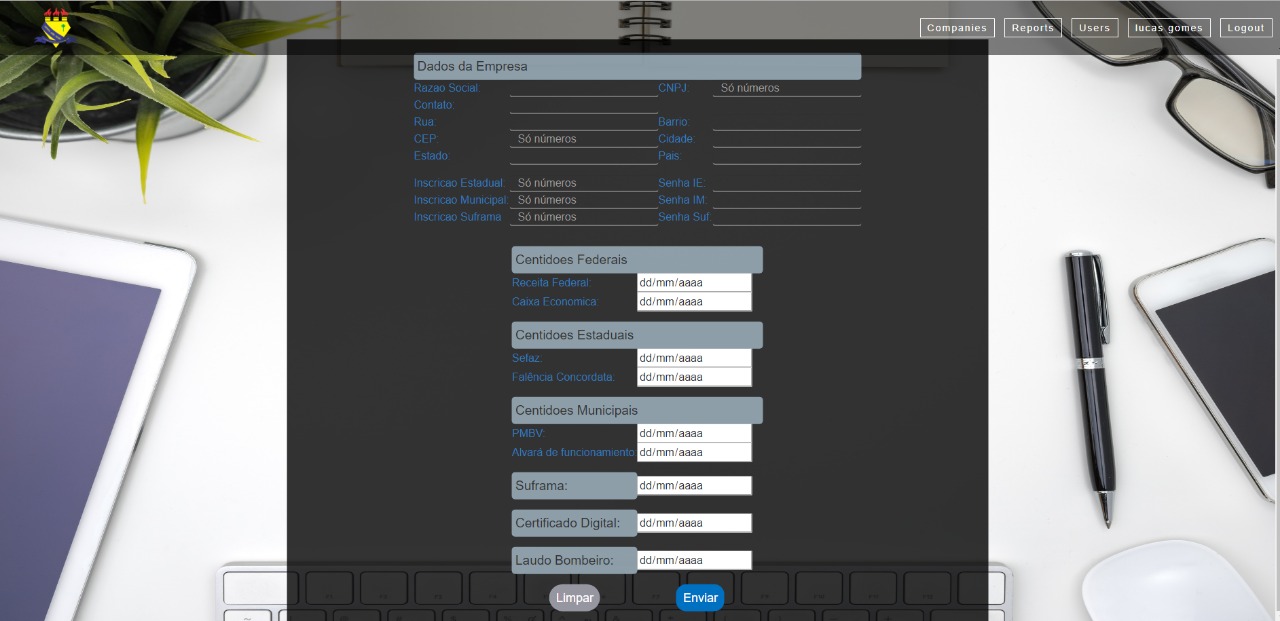 Companies Reports Users lucas gomes Logout
Dados da Empresa
Razao Social: CNPJ: Só números
Contato:
Rua: Barrio:
CEP: Só números Cidade:
Estado: Pais:
Inscricao Estadual: Só números Senha IE:
Inscricao Municipal: Só números Senha IM:
Inscricao Suframa Só números Senha Suf:
Centidoes Federais
Receita Federal: dd/mm/aaaa
Caixa Economica: dd/mm/aaaa
Centidoes Estaduais
Sefaz: dd/mm/aaaa
Falência Concordata: dd/mm/aaaa
Centidoes Municipais
PMBV: dd/mm/aaaa
Alvará de funcionamiento dd/mm/aaaa
Suframa: dd/mm/aaaa
Certificado Digital: dd/mm/aaaa
Laudo Bombeiro: dd/mm/aaaa
Limpar Enviar